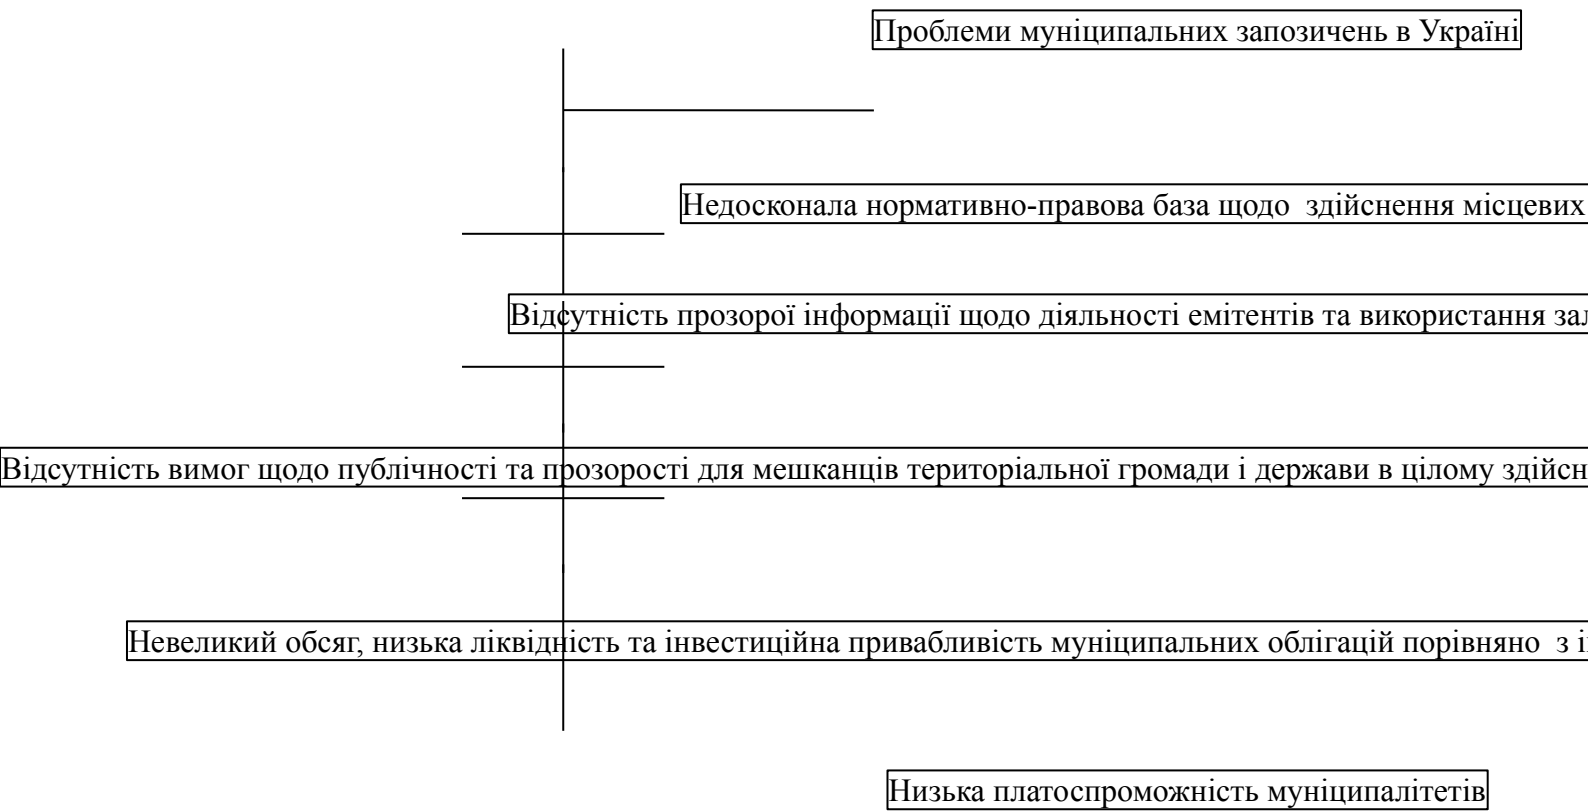 Проблеми муніципальних запозичень в Україні
Недосконала нормативно-правова база щодо здійснення місцевих
Відсутність прозорої інформації щодо діяльності емітентів та використання
Відсутність вимог щодо публічності та прозорості для мешканців територіальної громади і держави в цілому
Невеликий обсяг, низька ліквідність та інвестиційна привабливість муніципальних облігацій порівняно з
Низька платоспроможність муніципалітетів